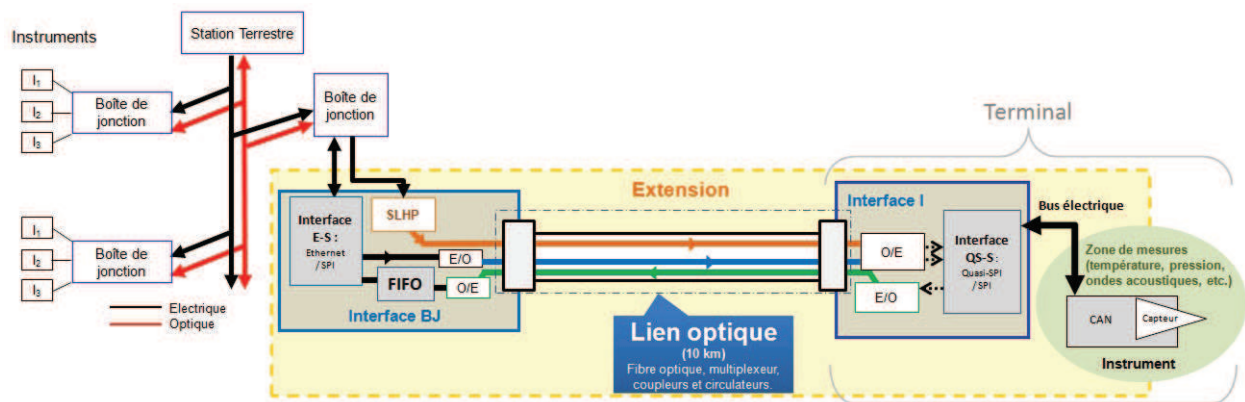 Instruments
Station Terrestre
I₁
I₂
I₃
Boîte de
jonction
Boîte de
jonction
I₁
I₂
I₃
Boîte de
jonction
Electrique
Optique
Terminal
Extension
Interface
E-S :
Ethernet
/SPI
SLHP
E/O
FIFO
O/E
Interface BJ
Lien optique
(10 km)
Fibre optique, multiplexeur,
coupleurs et circulateurs.
Interface I
O/E
E/O
Interface
QS-S :
Quasi-SPI
/SPI
Bus électrique
Zone de mesures
(température, pression,
ondes acoustiques, etc.)
CAN
Capteur
Instrument